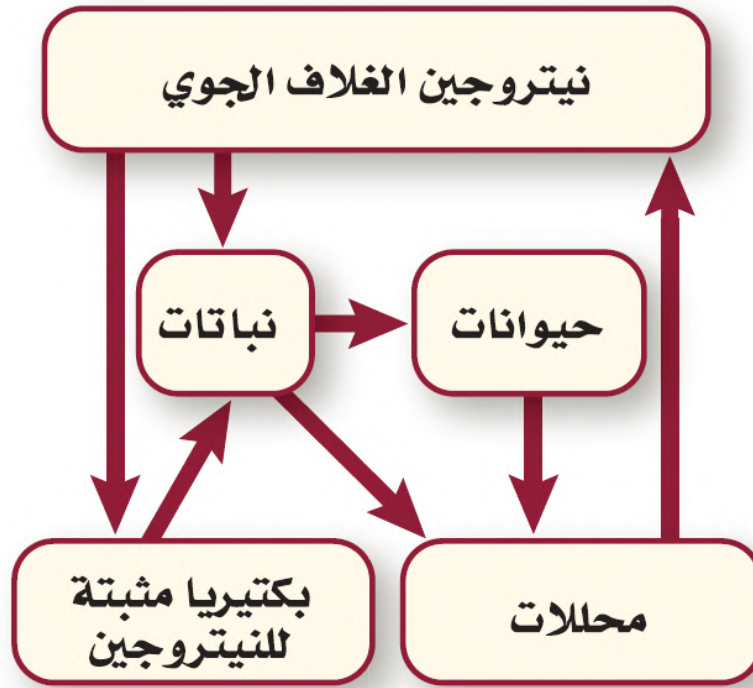 نيتروجين الغلاف الجوي
نباتات
حيوانات
بكتيريا مثبتة
للنيتروجين
محللات